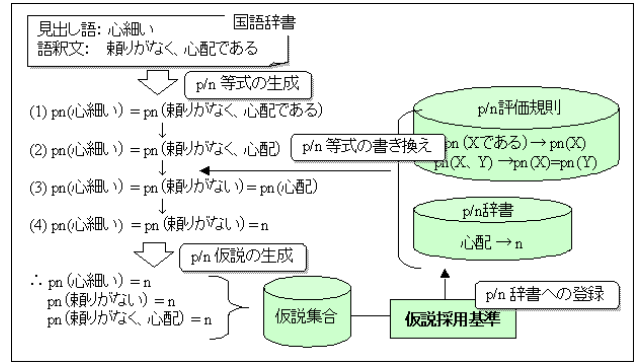 国語辞書
見出し語: 心細い
語釈文: 頼りがなく、心配である
p/n 等式の生成
(1) pn(心細い) = pn(頼りがなく、心配である)
(2) pn(心細い) = pn(頼りがなく、心配)
(3) pn(心細い) = pn(頼りがない) = pn(心配)
(4) pn(心細い) = pn(頼りがない) = n
p/n 等式の書き換え
p/n評価規則
pn (Xである) → pn(X)
pn(X、Y) →pn(X)=pn(Y)
p/n辞書
心配 → n
p/n 仮説の生成
∴ pn (心細い) = n
pn (頼りがない) = n
pn (頼りがなく、心配) = n
仮説集合
仮説採用基準
p/n 辞書への登録